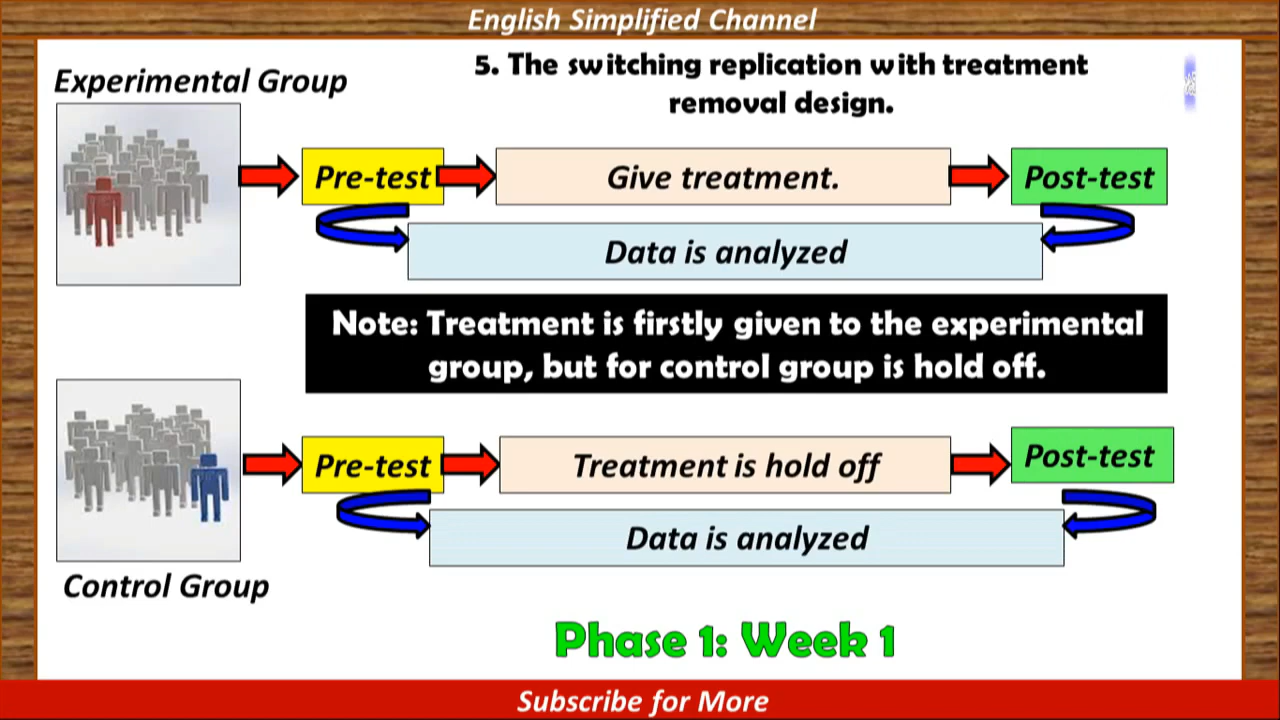 English Simplified Channel
5. The switching replication with treatment
removal design.
Experimental Group
Pre-test
Give treatment.
Post-test
Data is analyzed
Note: Treatment is firstly given to the experimental
group, but for control group is hold off.
Pre-test
Treatment is hold off
Post-test
Data is analyzed
Control Group
Phase 1: Week 1
Subscribe for More